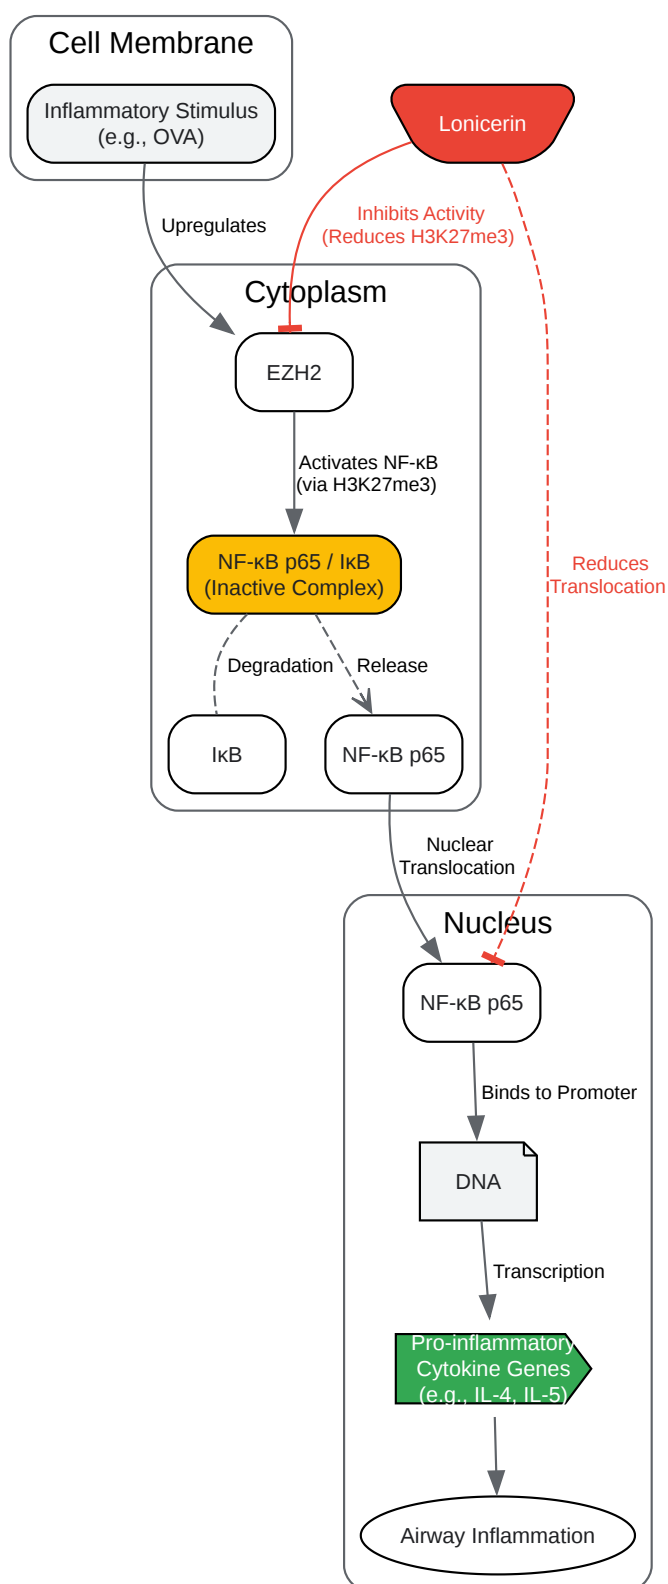 Cell Membrane
Inflammatory Stimulus
(e.g., OVA)
Lonicerin
Upregulates
Inhibits Activity
(Reduces H3K27me3)
Cytoplasm
EZH2
Activates NF-κB
(via H3K27me3)
NF-κB p65 / IκB
(Inactive Complex)
Reduces
Translocation
Degradation
Release
IκB
NF-κB p65
Nuclear
Translocation
Nucleus
NF-κB p65
Binds to Promoter
DNA
Transcription
Pro-inflammatory
Cytokine Genes
(e.g., IL-4, IL-5)
Airway Inflammation